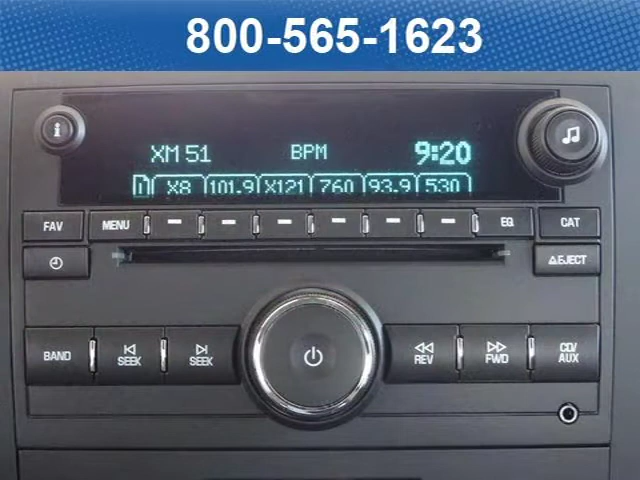 800-565-1623
i
XM 51 BPM 9:20
X8 101.9 X121 760 93.9 530
FAV MENU EQ CAT
EJECT
BAND SEEK SEEK REV FWD CD/AUX